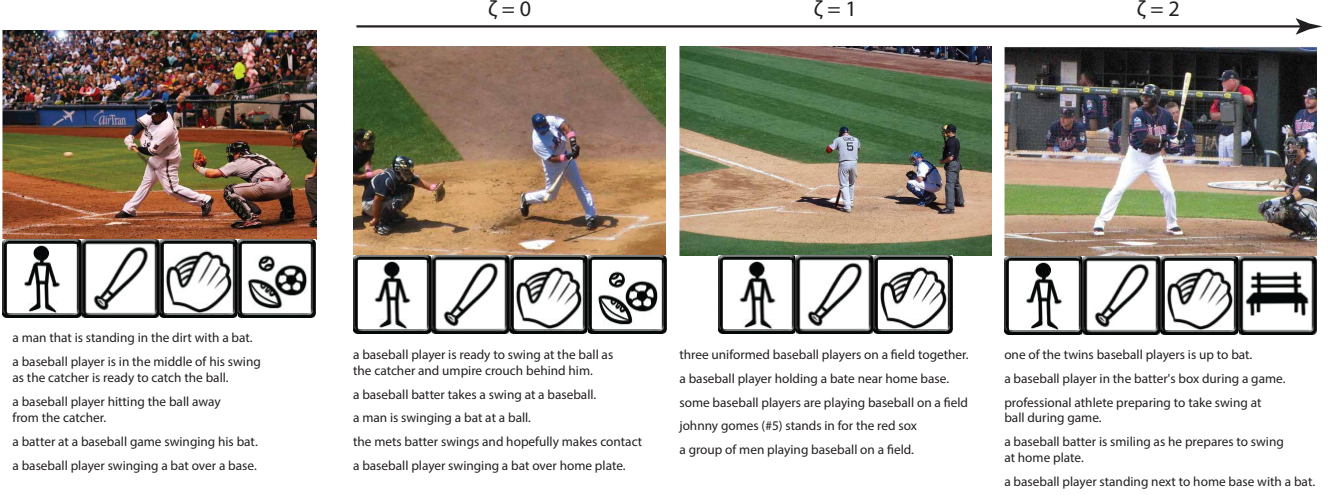 ζ = 0
ζ = 1
ζ = 2
airTran
5
Twins
a man that is standing in the dirt with a bat.
a baseball player is in the middle of his swing
as the catcher is ready to catch the ball.
a baseball player hitting the ball away
from the catcher.
a batter at a baseball game swinging his bat.
a baseball player swinging a bat over a base.
a baseball player is ready to swing at the ball as
the catcher and umpire crouch behind him.
a baseball batter takes a swing at a baseball.
a man is swinging a bat at a ball.
the mets batter swings and hopefully makes contact
a baseball player swinging a bat over home plate.
three uniformed baseball players on a field together.
a baseball player holding a bate near home base.
some baseball players are playing baseball on a field
johnny gomes (#5) stands in for the red sox
a group of men playing baseball on a field.
one of the twins baseball players is up to bat.
a baseball player in the batter's box during a game.
professional athlete preparing to take swing at
ball during game.
a baseball batter is smiling as he prepares to swing
at home plate.
a baseball player standing next to home base with a bat.